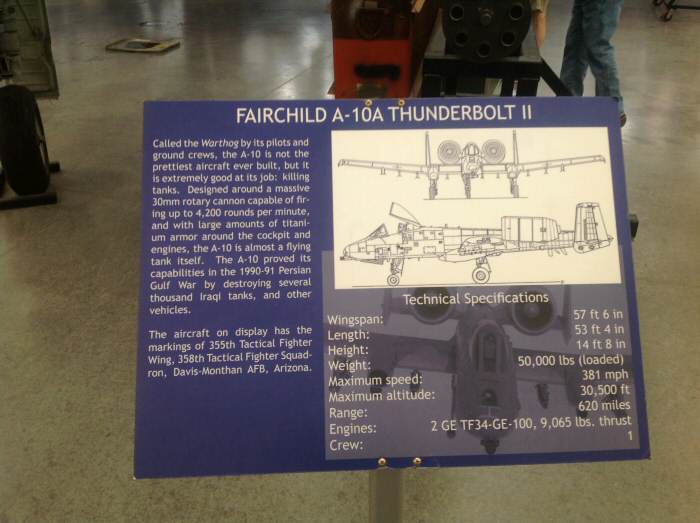 FAIRCHILD A-10A THUNDERBOLT II
Called the Warthog by its pilots and
ground crews, the A-10 is not the
prettiest aircraft ever built, but it
is extremely good at its job: killing
tanks. Designed around a massive
30mm rotary cannon capable of fir-
ing up to 4,200 rounds per minute,
and with large amounts of titani-
um armor around the cockpit and
engines, the A-10 is almost a flying
tank itself. The A-10 proved its
capabilities in the 1990-91 Persian
Gulf War by destroying several
thousand Iraqi tanks, and other
vehicles.
The aircraft on display has the
markings of 355th Tactical Fighter
Wing, 358th Tactical Fighter Squad-
ron, Davis-Monthan AFB, Arizona.
Technical Specifications
Wingspan: 57 ft 6 in
Length: 53 ft 4 in
Height: 14 ft 8 in
Weight: 50,000 lbs (loaded)
Maximum speed: 381 mph
Maximum altitude: 30,500 ft
Range: 620 miles
Engines: 2 GE TF34-GE-100, 9,065 lbs. thrust
Crew: 1